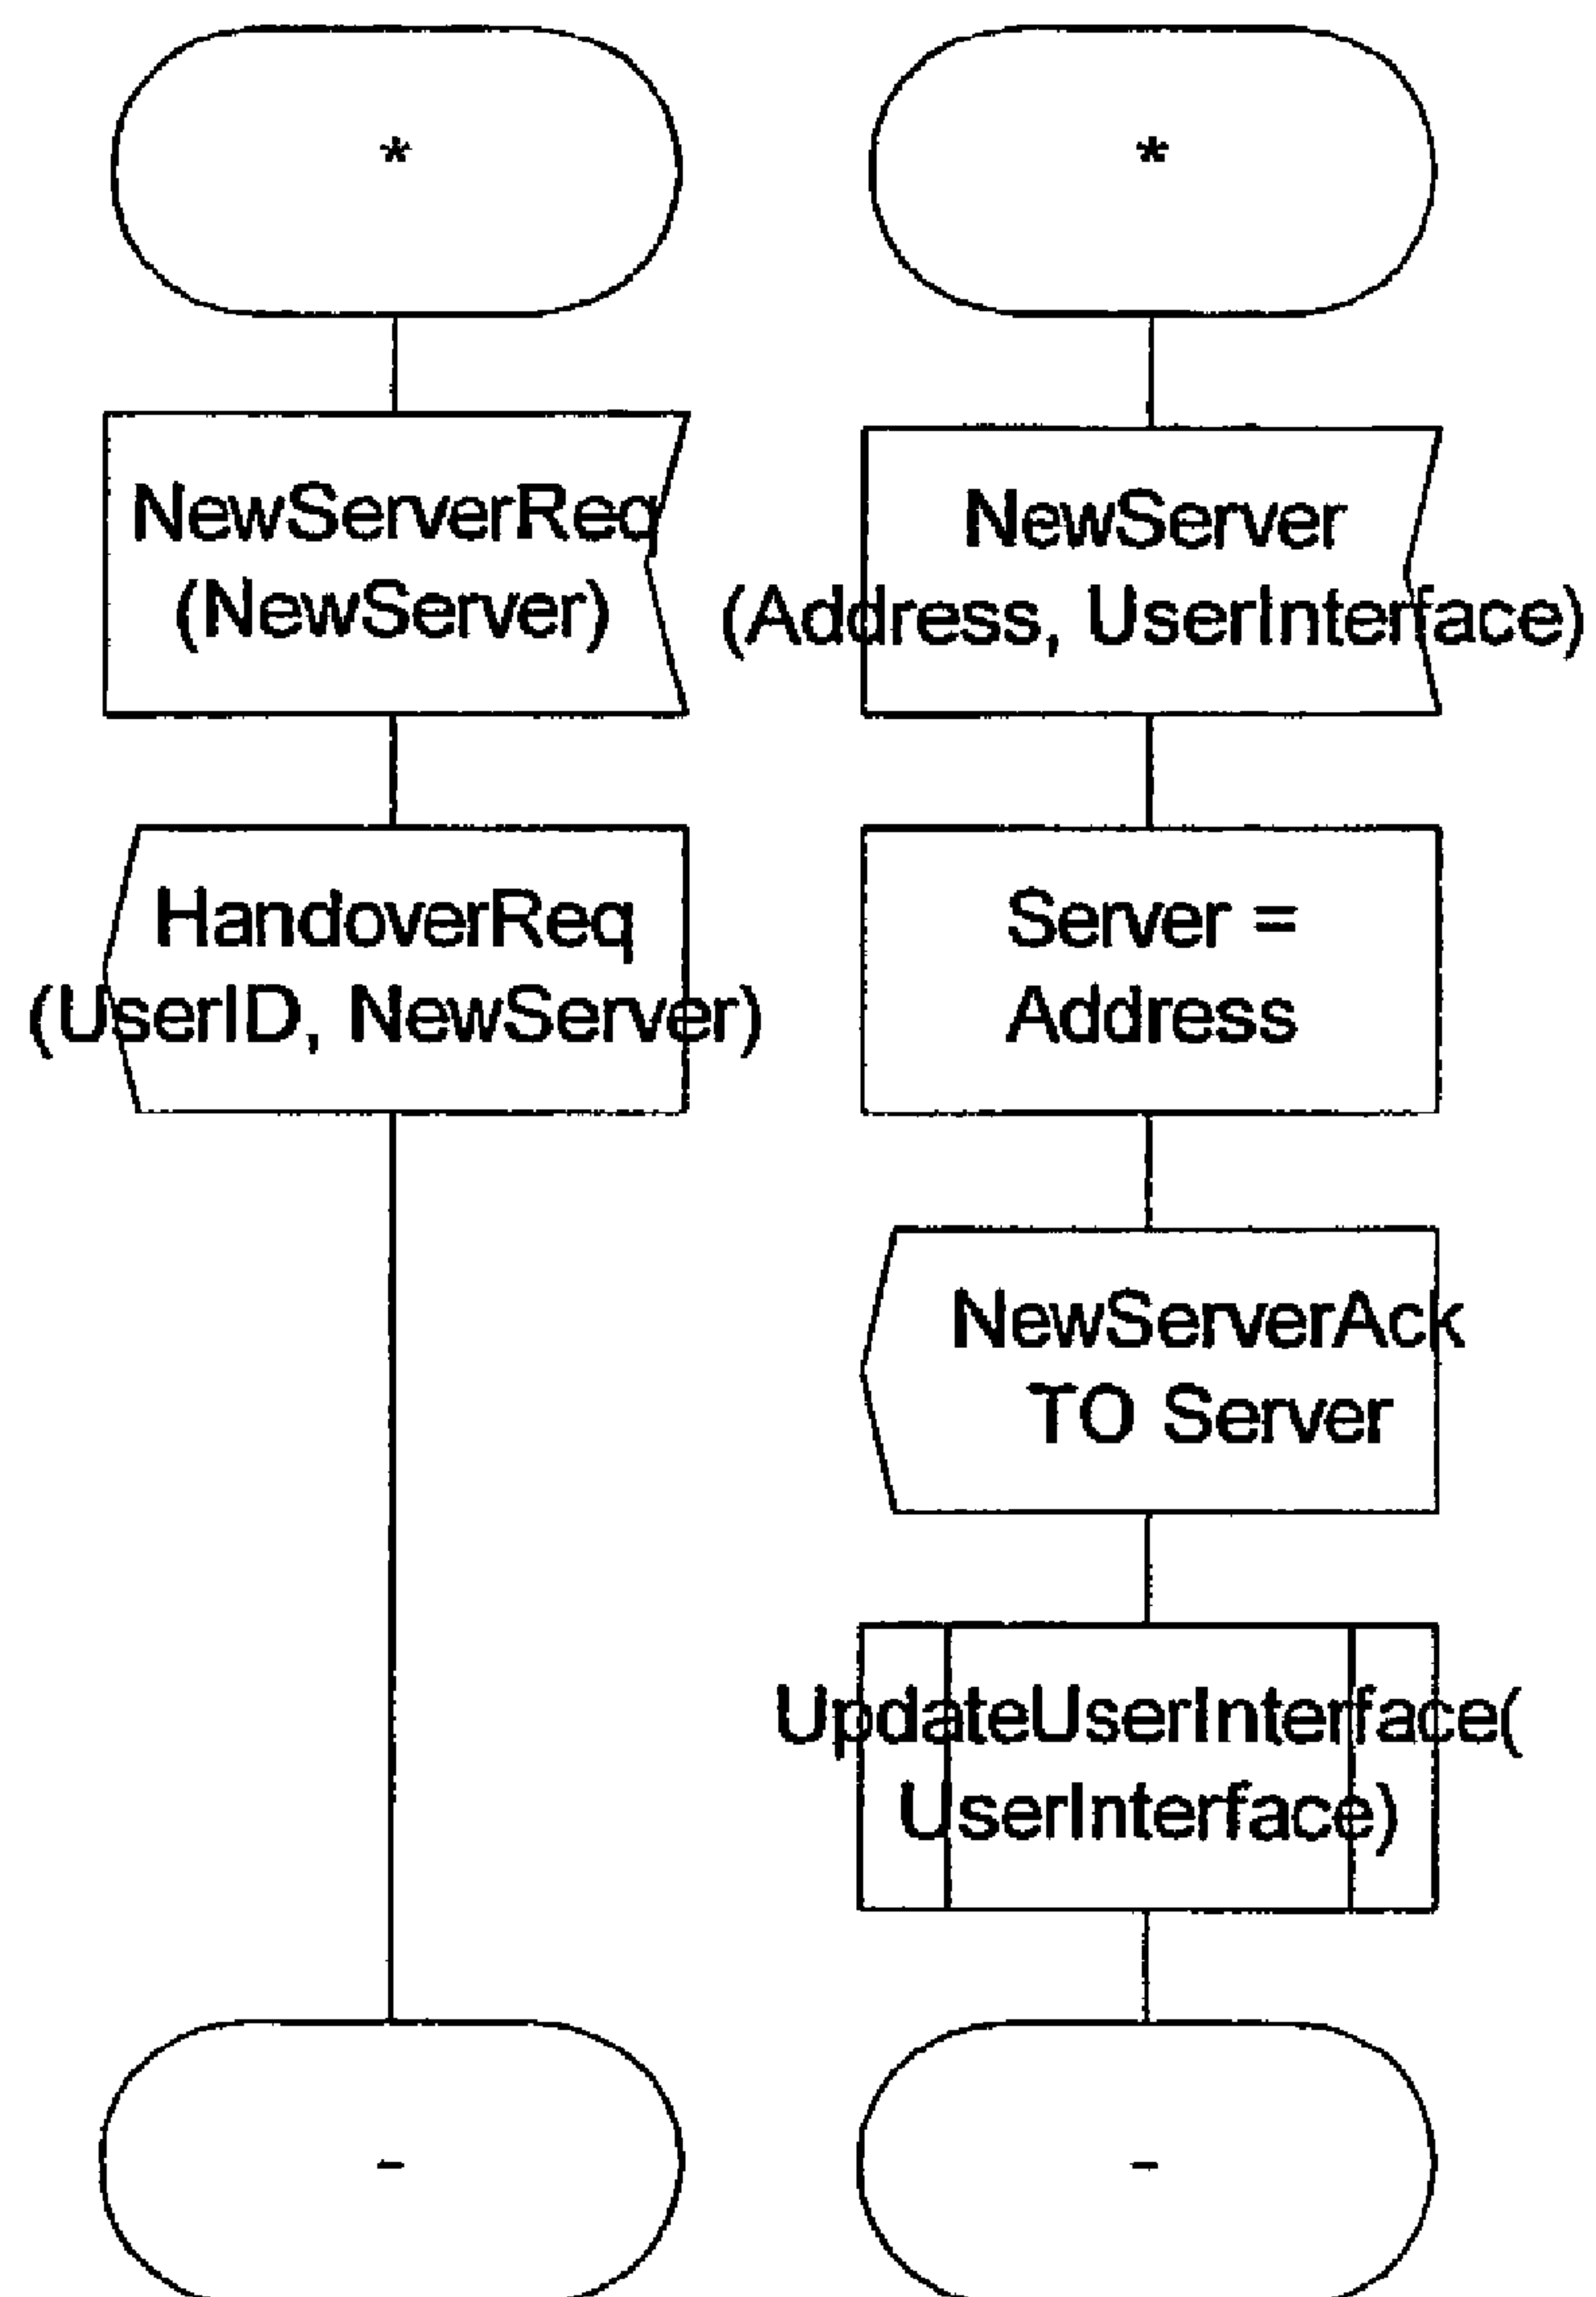 *
NewServerReq
(NewServer)
HandoverReq
(UserID, NewServer)
-
*
NewServer
(Address, UserInterface)
Server =
Address
NewServerAck
TO Server
UpdateUserInterface(
UserInterface)
-